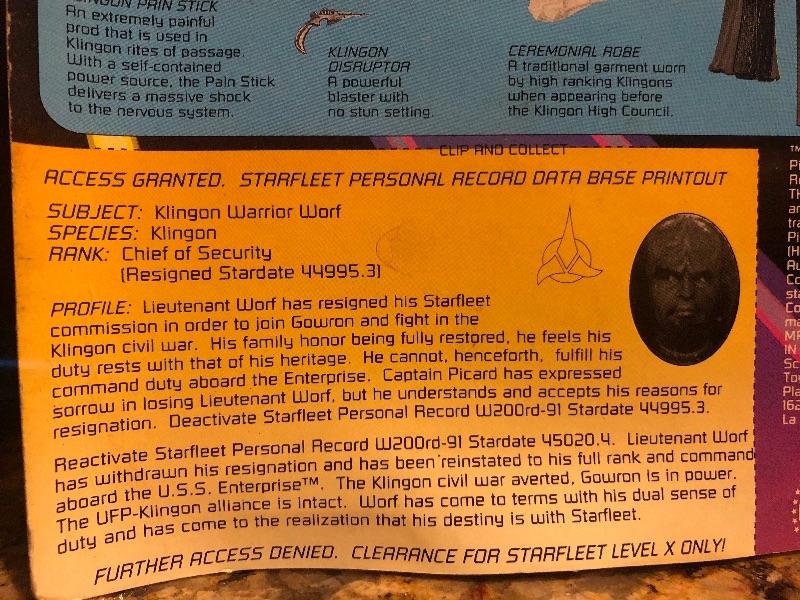 KLINGON PAIN STICK
An extremely painful
prod that is used in
Klingon rites of passage.
With a self-contained
power source, the Pain Stick
delivers a massive shock
to the nervous system.
KLINGON
DISRUPTOR
A powerful
blaster with
no stun setting.
CEREMONIAL ROBE
A traditional garment worn
by high ranking Klingons
when appearing before
the Klingon High Council.
CLIP AND COLLECT
ACCESS GRANTED. STARFLEET PERSONAL RECORD DATA BASE PRINTOUT
SUBJECT: Klingon Warrior Worf
SPECIES: Klingon
RANK: Chief of Security
(Resigned Stardate 44995.3)
PROFILE: Lieutenant Worf has resigned his Starfleet
commission in order to join Gowron and fight in the
Klingon civil war. His family honor being fully restored, he feels his
duty rests with that of his heritage. He cannot, henceforth, fulfill his
command duty aboard the Enterprise. Captain Picard has expressed
sorrow in losing Lieutenant Worf, but he understands and accepts his reasons for
resignation. Deactivate Starfleet Personal Record W200rd-91 Stardate 44995.3.
Reactivate Starfleet Personal Record W200rd-91 Stardate 45020.4. Lieutenant Worf
has withdrawn his resignation and has been reinstated to his full rank and command
aboard the U.S.S. Enterprise™. The Klingon civil war averted, Gowron is in power.
The UFP-Klingon alliance is intact. Worf has come to terms with his dual sense of
duty and has come to the realization that his destiny is with Starfleet.
FURTHER ACCESS DENIED. CLEARANCE FOR STARFLEET LEVEL X ONLY!